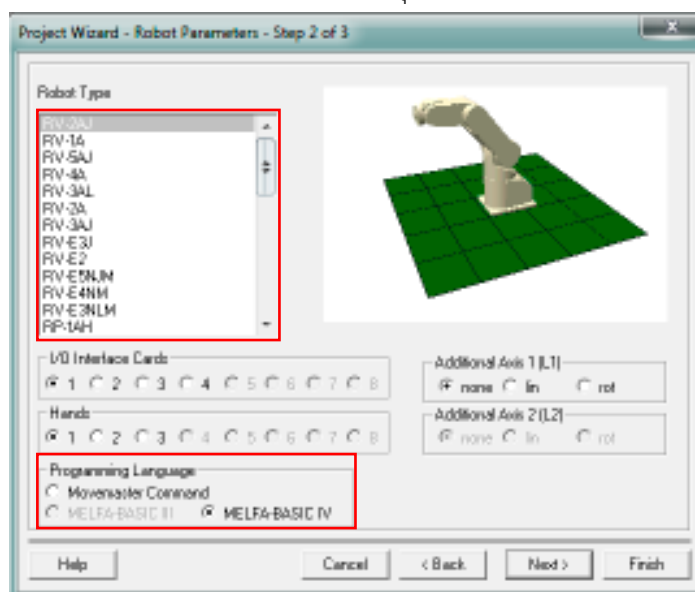 Project Wizard - Robot Parameters - Step 2 of 3
Robot Type
RV-2AJ
RV-1A
RV-5AJ
RV-4A
RV-3AL
RV-2A
RV-3AJ
RV-E3J
RV-E2
RV-E5NJM
RV-E4NM
RV-E3NLM
RP-1AH
I/O Interface Cards
1 2 3 4 5 6 7 8
Hands
1 2 3 4 5 6 7 8
Additional Axis 1 (L1)
none lin rot
Additional Axis 2 (L2)
none lin rot
Programming Language
Movemaster Command
MELFA-BASIC III MELFA-BASIC IV
Help Cancel < Back Next > Finish